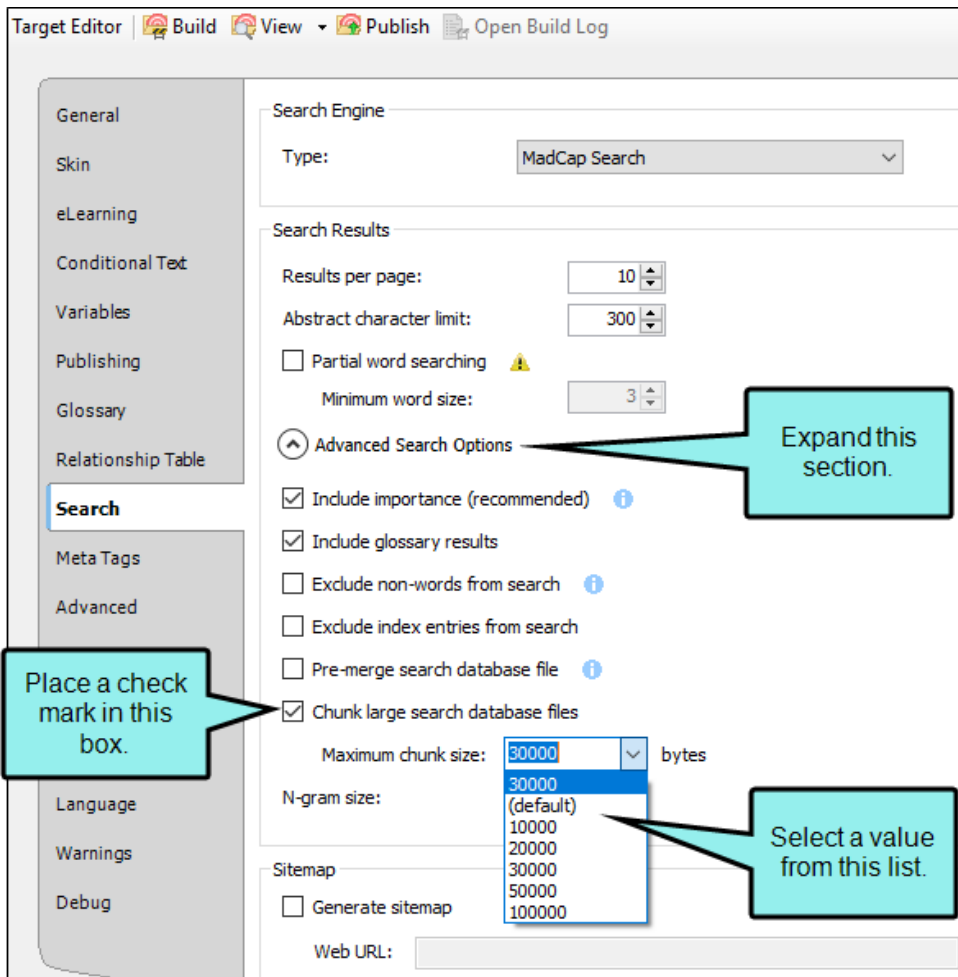 Target Editor Build View Publish Open Build Log
General
Skin
eLearning
Conditional Text
Variables
Publishing
Glossary
Relationship Table
Search
Meta Tags
Advanced
Language
Warnings
Debug
Search Engine
Type: MadCap Search
Search Results
Results per page: 10
Abstract character limit: 300
Partial word searching
Minimum word size: 3
Advanced Search Options
Expand this
section.
Include importance (recommended)
Include glossary results
Exclude non-words from search
Exclude index entries from search
Pre-merge search database file
Place a check
mark in this
box.
Chunk large search database files
Maximum chunk size: 30000 bytes
30000
(default)
10000
20000
30000
50000
100000
N-gram size:
Select a value
from this list.
Sitemap
Generate sitemap
Web URL: